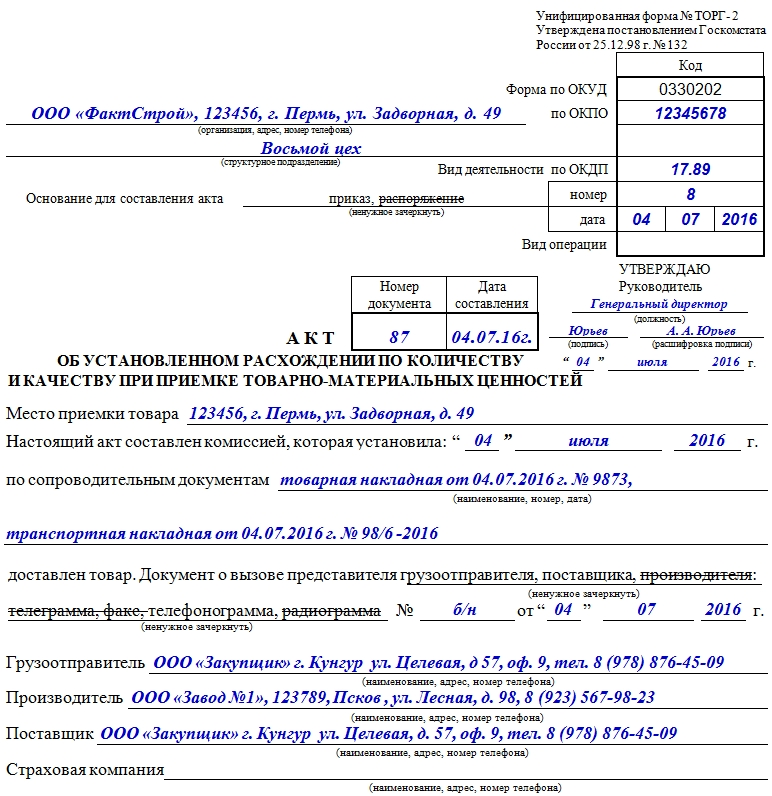 Унифицированная форма № ТОРГ- 2
Утверждена постановлением Госкомстата
России от 25.12.98 г. № 132
Код
Форма по ОКУД 0330202
ООО «ФактСтрой», 123456, г. Пермь, ул. Задворная, д. 49 по ОКПО 12345678
(организация, адрес, номер телефона)
Восьмой цех
(структурное подразделение)
Вид деятельности по ОКДП 17.89
Основание для составления акта приказ, распоряжение номер 8
(ненужное зачеркнуть)
дата 04 07 2016
Вид операции
УТВЕРЖДАЮ
Руководитель
Генеральный директор
(должность)
Юрьев А. А. Юрьев
(подпись) (расшифровка подписи)
“ 04 ” июля 2016 г.
Номер документа Дата составления
А К Т 87 04.07.16г.
ОБ УСТАНОВЛЕННОМ РАСХОЖДЕНИИ ПО КОЛИЧЕСТВУ
И КАЧЕСТВУ ПРИ ПРИЕМКЕ ТОВАРНО-МАТЕРИАЛЬНЫХ ЦЕННОСТЕЙ
Место приемки товара 123456, г. Пермь, ул. Задворная, д. 49
Настоящий акт составлен комиссией, которая установила: “ 04 ” июля 2016 г.
по сопроводительным документам товарная накладная от 04.07.2016 г. № 9873,
(наименование, номер, дата)
транспортная накладная от 04.07.2016 г. № 98/6 -2016
доставлен товар. Документ о вызове представителя грузоотправителя, поставщика, производителя:
(ненужное зачеркнуть)
телеграмма, факс, телефонограмма, радиограмма № б/н от “ 04 ” 07 2016 г.
(ненужное зачеркнуть)
Грузоотправитель ООО «Закупщик» г. Кунгур ул. Целевая, д 57, оф. 9, тел. 8 (978) 876-45-09
(наименование, адрес, номер телефона)
Производитель ООО «Завод №1», 123789, Псков , ул. Лесная, д. 98, 8 (923) 567-98-23
(наименование, адрес, номер телефона)
Поставщик ООО «Закупщик» г. Кунгур ул. Целевая, д. 57, оф. 9, тел. 8 (978) 876-45-09
(наименование, адрес, номер телефона)
Страховая компания
(наименование, адрес, номер телефона)